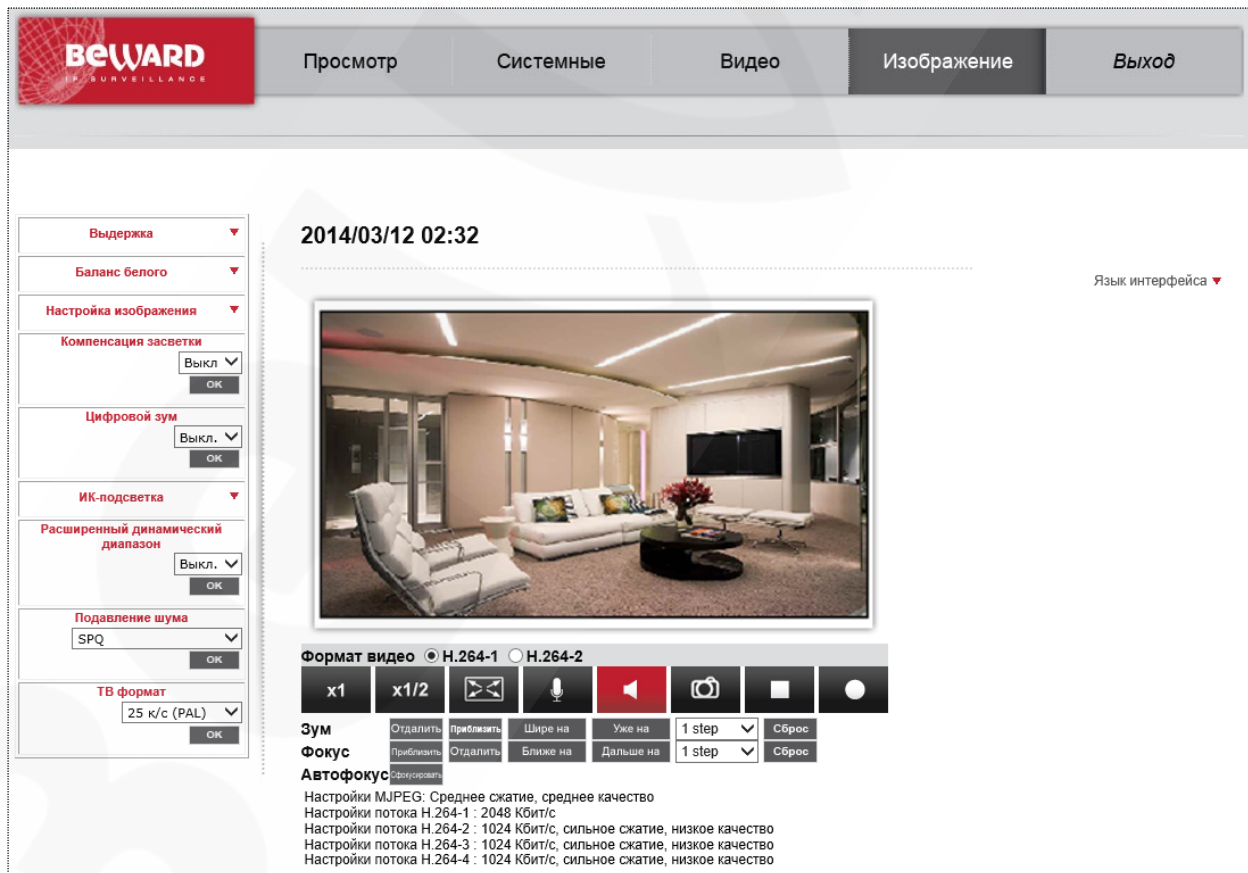 BEWARD
IP SURVEILLANCE
Просмотр
Системные
Видео
Изображение
Выход
Выдержка
Баланс белого
Настройка изображения
Компенсация засветки
Выкл
OK
Цифровой зум
Выкл.
OK
ИК-подсветка
Расширенный динамический
диапазон
Выкл.
OK
Подавление шума
SPQ
OK
ТВ формат
25 к/с (PAL)
OK
2014/03/12 02:32
Язык интерфейса
Формат видео H.264-1 H.264-2
x1 x1/2
Зум Отдалить Приблизить Шире на Уже на 1 step Сброс
Фокус Приблизить Отдалить Ближе на Дальше на 1 step Сброс
Автофокус Сфокусировать
Настройки MJPEG: Среднее сжатие, среднее качество
Настройки потока H.264-1 : 2048 Кбит/с
Настройки потока H.264-2 : 1024 Кбит/с, сильное сжатие, низкое качество
Настройки потока H.264-3 : 1024 Кбит/с, сильное сжатие, низкое качество
Настройки потока H.264-4 : 1024 Кбит/с, сильное сжатие, низкое качество